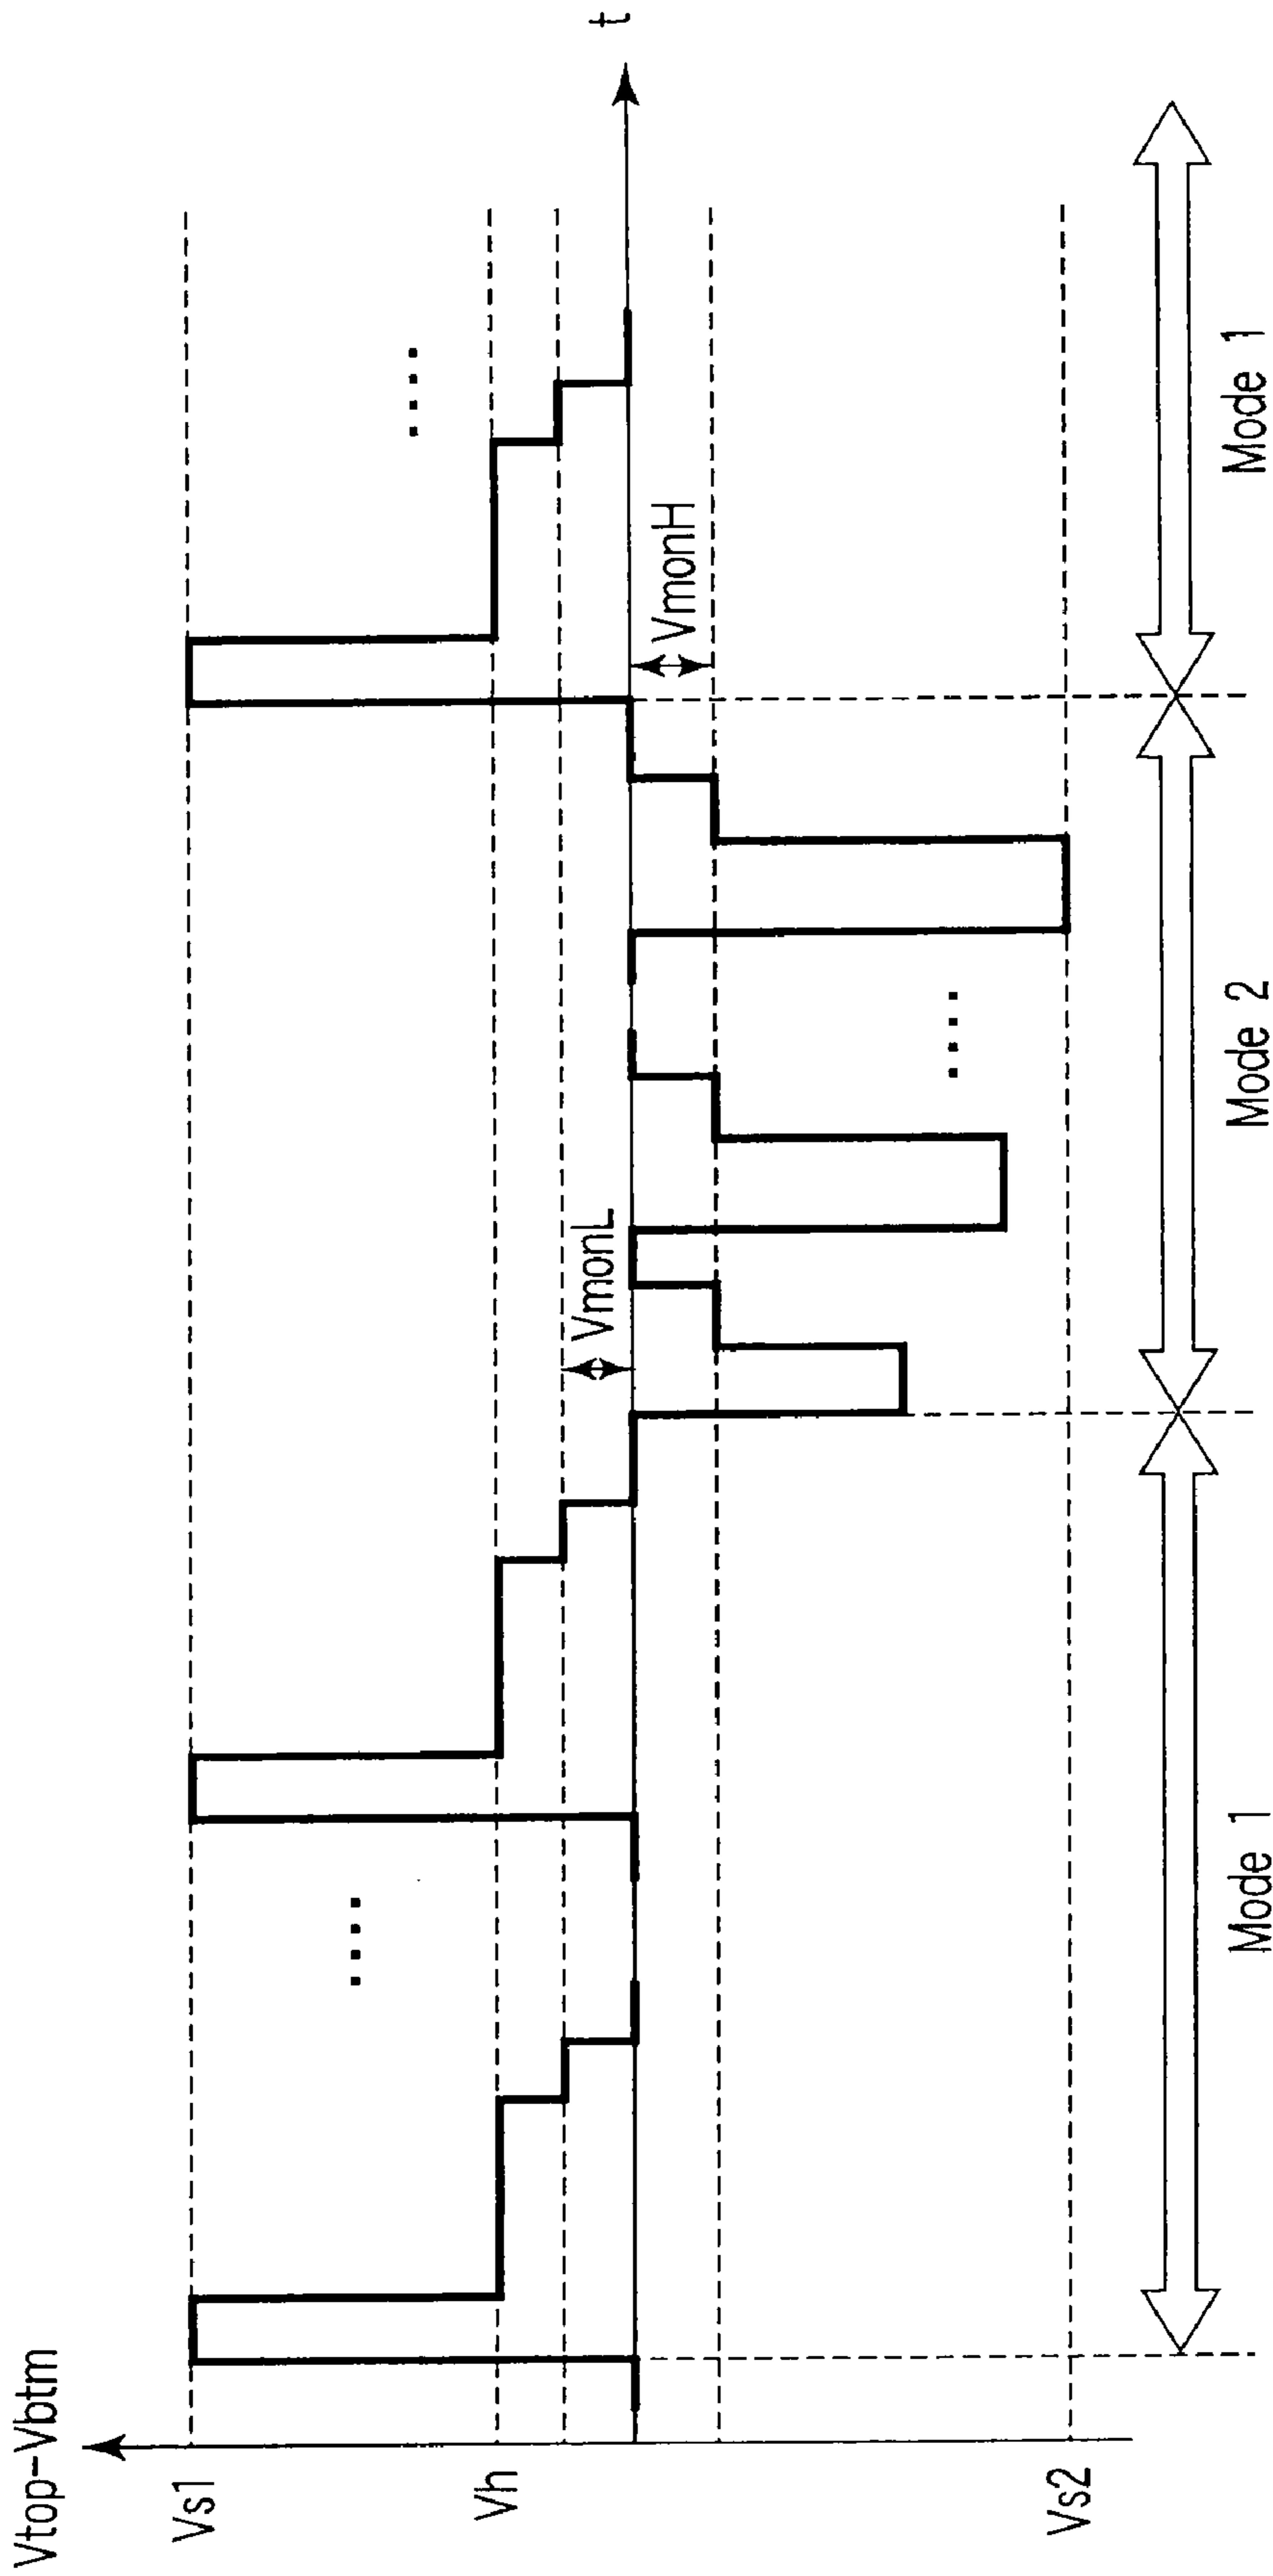 Vtop-Vbtm
Vs1
Vh
Vs2
VmonL
VmonH
t
....
....
....
Mode 1
Mode 2
Mode 1